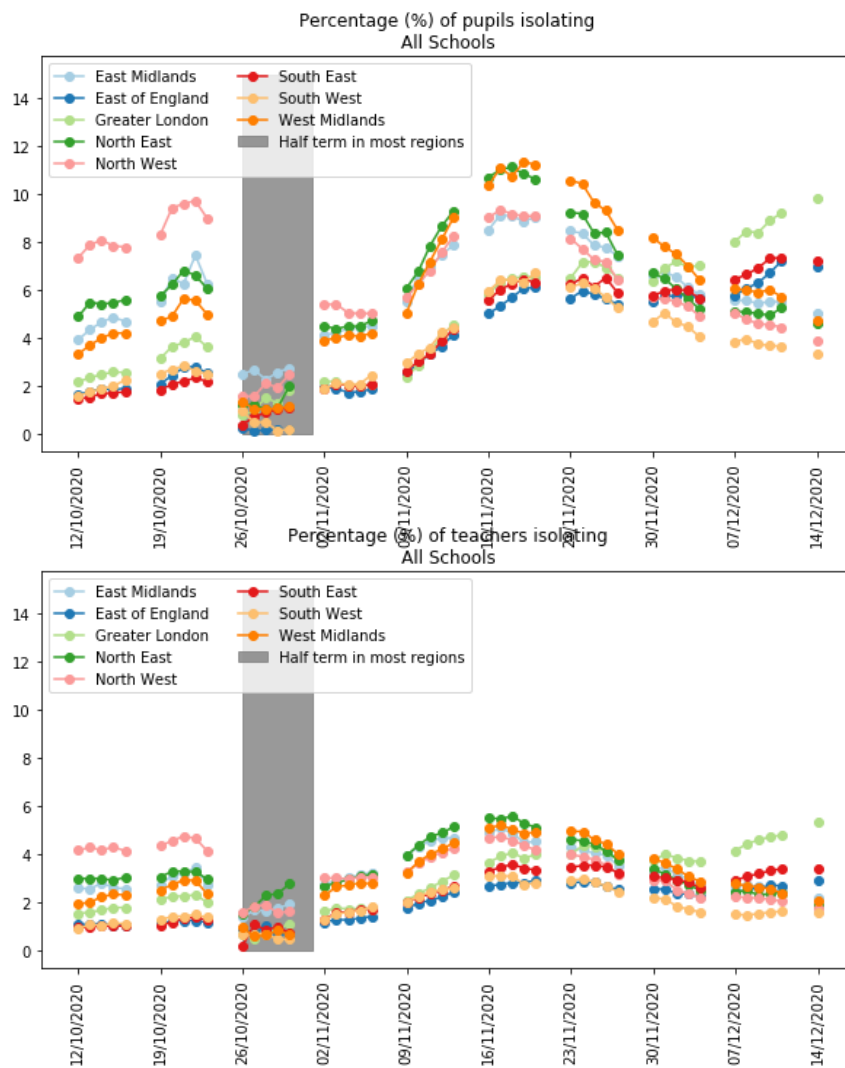 Percentage (%) of pupils isolating
All Schools
East Midlands
East of England
Greater London
North East
North West
South East
South West
West Midlands
Half term in most regions
14
12
10
8
6
4
2
0
12/10/2020
19/10/2020
26/10/2020
02/11/2020
09/11/2020
16/11/2020
23/11/2020
30/11/2020
07/12/2020
14/12/2020
Percentage (%) of teachers isolating
All Schools
East Midlands
East of England
Greater London
North East
North West
South East
South West
West Midlands
Half term in most regions
14
12
10
8
6
4
2
0
12/10/2020
19/10/2020
26/10/2020
02/11/2020
09/11/2020
16/11/2020
23/11/2020
30/11/2020
07/12/2020
14/12/2020